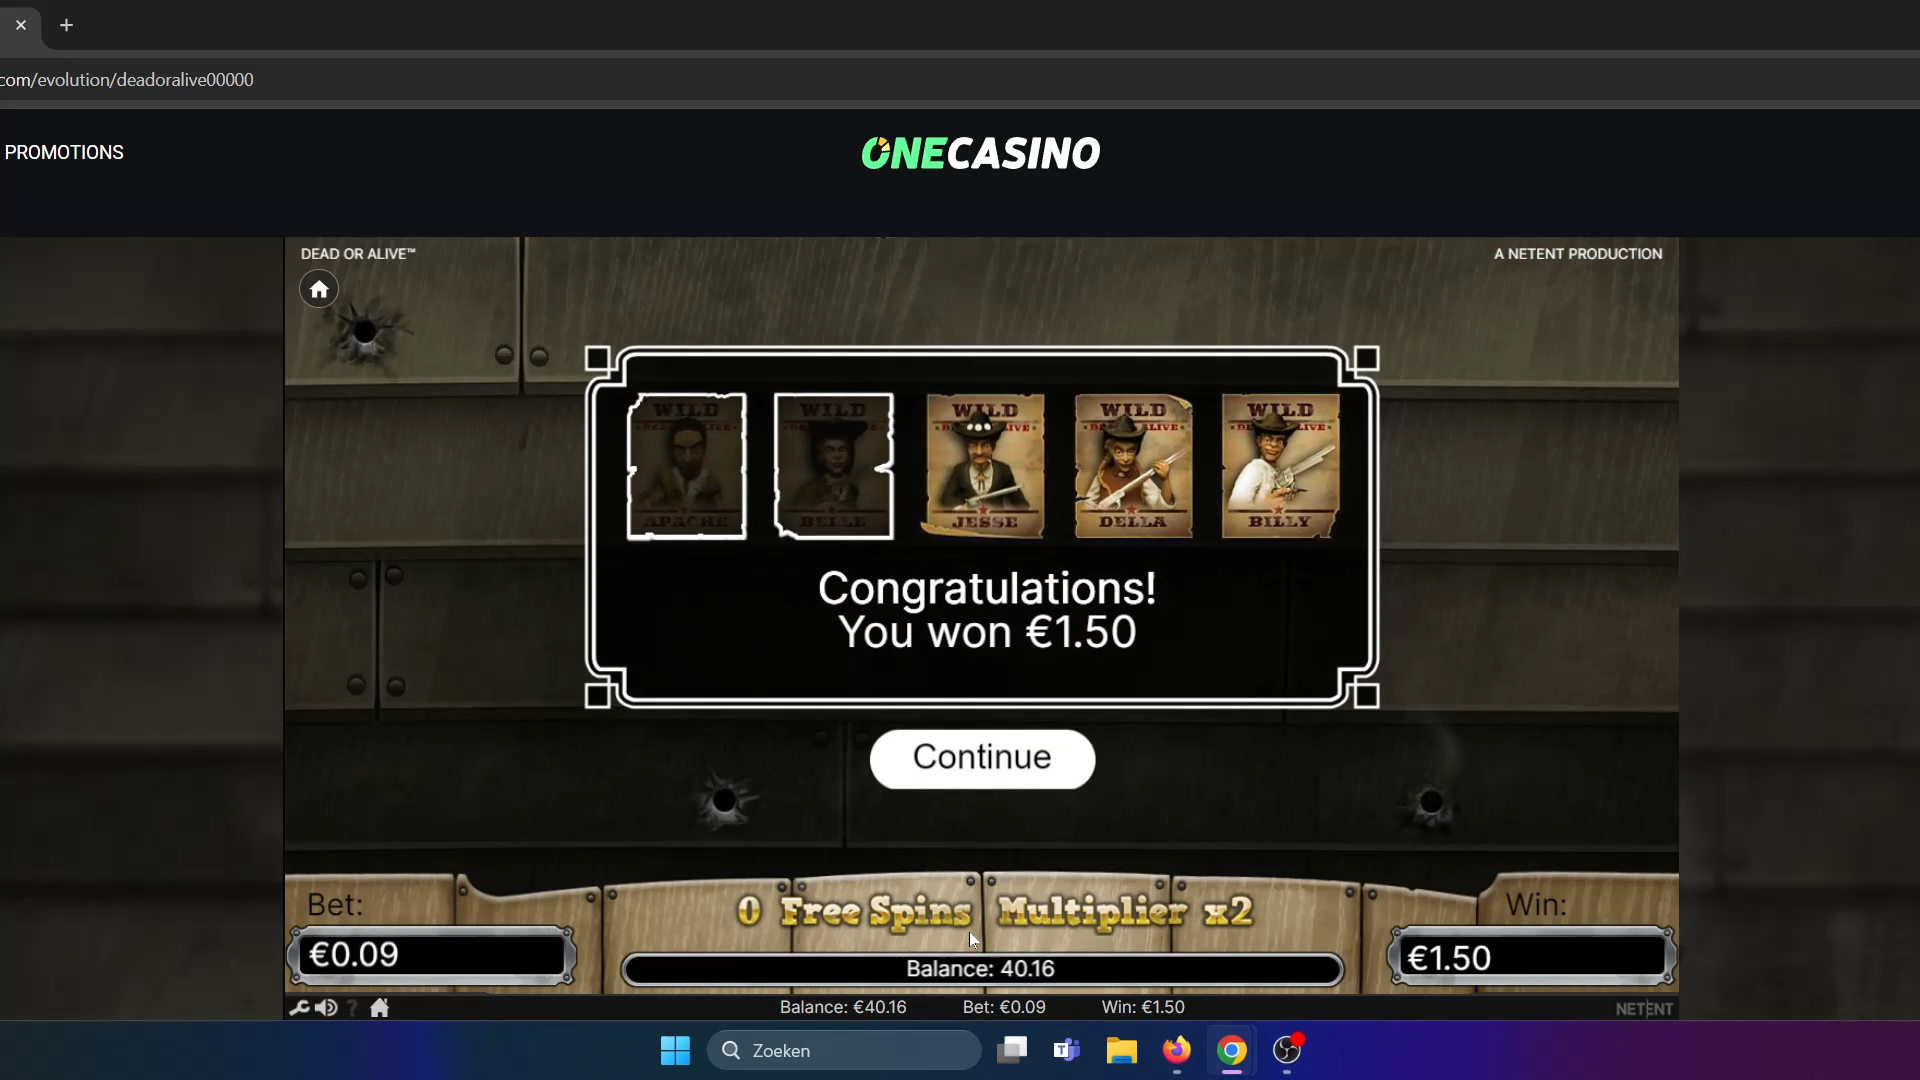 com/evolution/deadoralive00000
PROMOTIONS
ONECASINO
DEAD OR ALIVE™
A NETENT PRODUCTION
WILD WILD WILD WILD WILD
APACHE BELLE JESSE DELLA BILLY
Congratulations!
You won €1.50
Continue
Bet:
0 Free Spins Multiplier x2
Win:
€0.09
Balance: 40.16
€1.50
Balance: €40.16 Bet: €0.09 Win: €1.50
NETENT
Zoeken